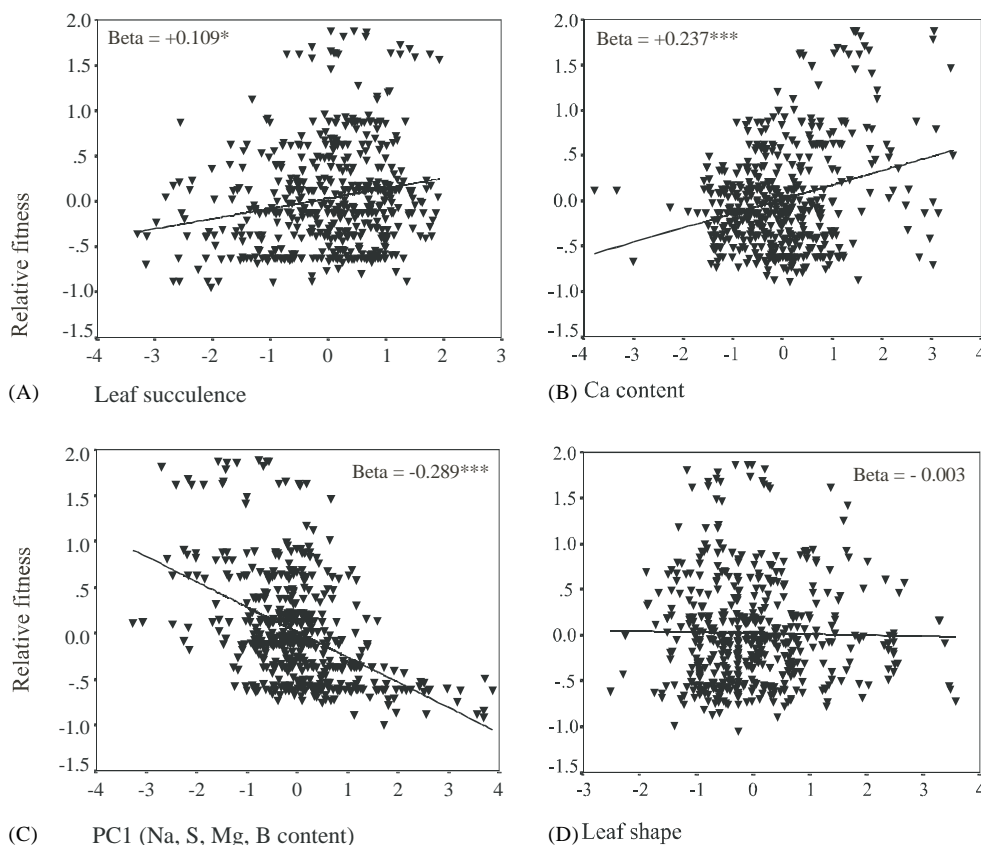 Beta = +0.109*
2.0
1.5
1.0
.5
0.0
-.5
-1.0
-1.5
Relative fitness
-4 -3 -2 -1 0 1 2 3
(A) Leaf succulence
Beta = +0.237***
2.0
1.5
1.0
.5
0.0
-.5
-1.0
-1.5
-4 -3 -2 -1 0 1 2 3 4
(B) Ca content
Beta = -0.289***
2.0
1.5
1.0
.5
0.0
-.5
-1.0
-1.5
Relative fitness
-4 -3 -2 -1 0 1 2 3 4
(C) PC1 (Na, S, Mg, B content)
Beta = - 0.003
2.0
1.5
1.0
.5
0.0
-.5
-1.0
-1.5
-3 -2 -1 0 1 2 3 4
(D) Leaf shape